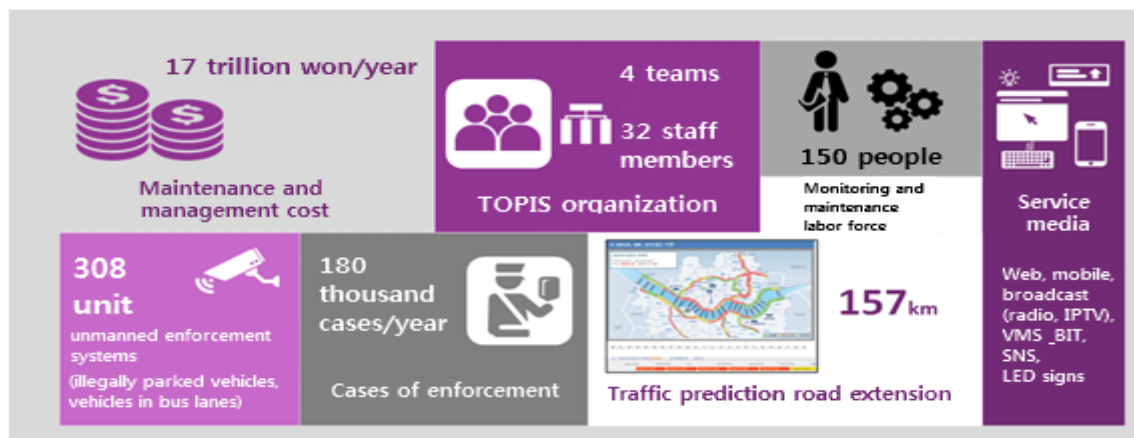 17 trillion won/year
Maintenance and
management cost
4 teams
32 staff
members
TOPIS organization
150 people
Monitoring and
maintenance
labor force
Service
media
Web, mobile,
broadcast
(radio, IPTV),
VMS _BIT,
SNS,
LED signs
308
unit
unmanned enforcement
systems
(illegally parked vehicles,
vehicles in bus lanes)
180
thousand
cases/year
Cases of enforcement
157km
Traffic prediction road extension